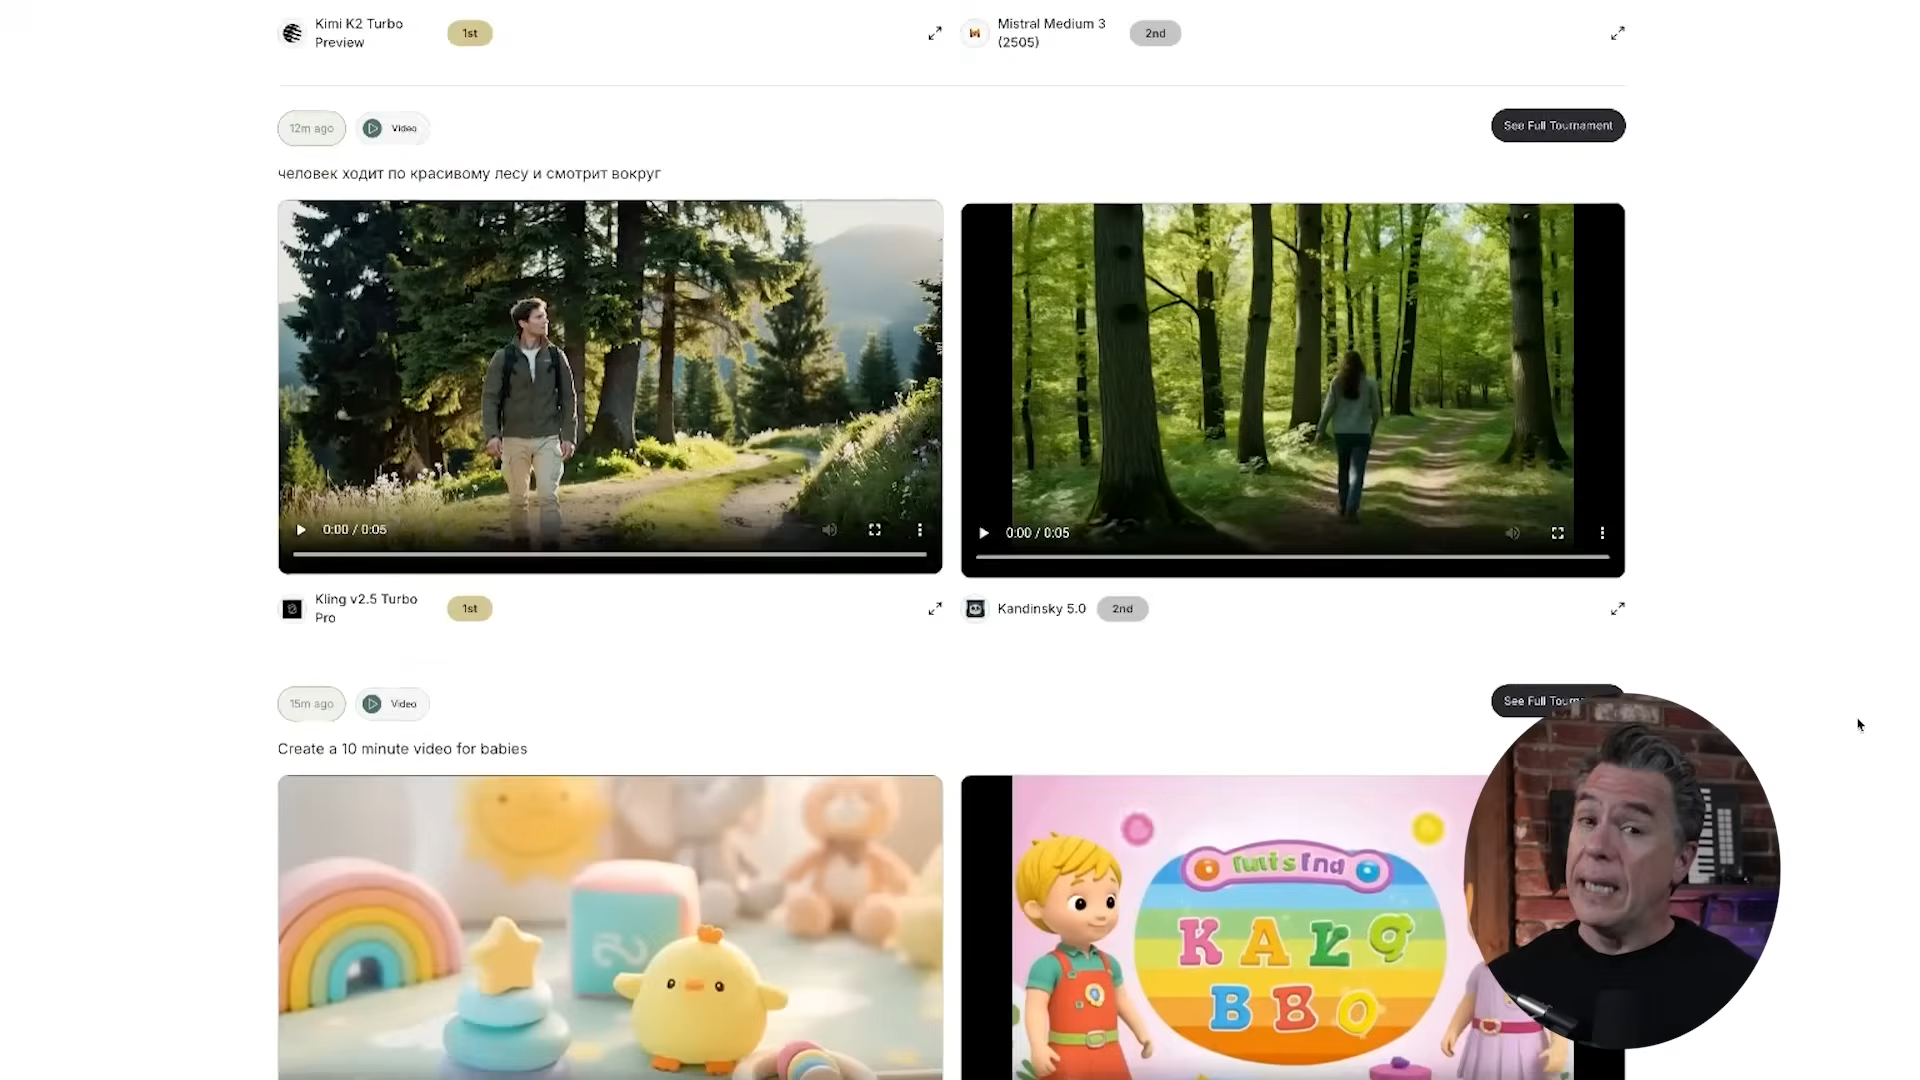 Kimi K2 Turbo
Preview
1st
Mistral Medium 3
(2505)
2nd
12m ago
Video
See Full Tournament
человек ходит по красивому лесу и смотрит вокруг
0:00 / 0:05
0:00 / 0:05
Kling v2.5 Turbo
Pro
1st
Kandinsky 5.0
2nd
15m ago
Video
See Full
Create a 10 minute video for babies
B B O